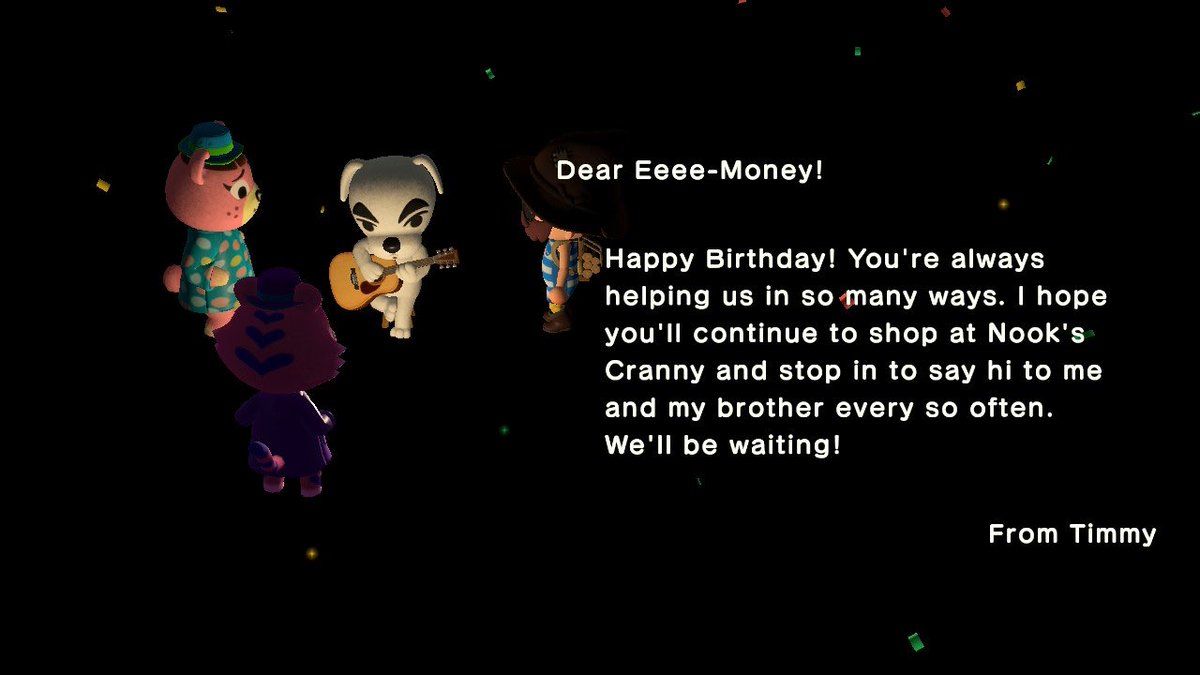 Dear Eeee-Money!
Happy Birthday! You're always
helping us in so many ways. I hope
you'll continue to shop at Nook's
Cranny and stop in to say hi to me
and my brother every so often.
We'll be waiting!
From Timmy